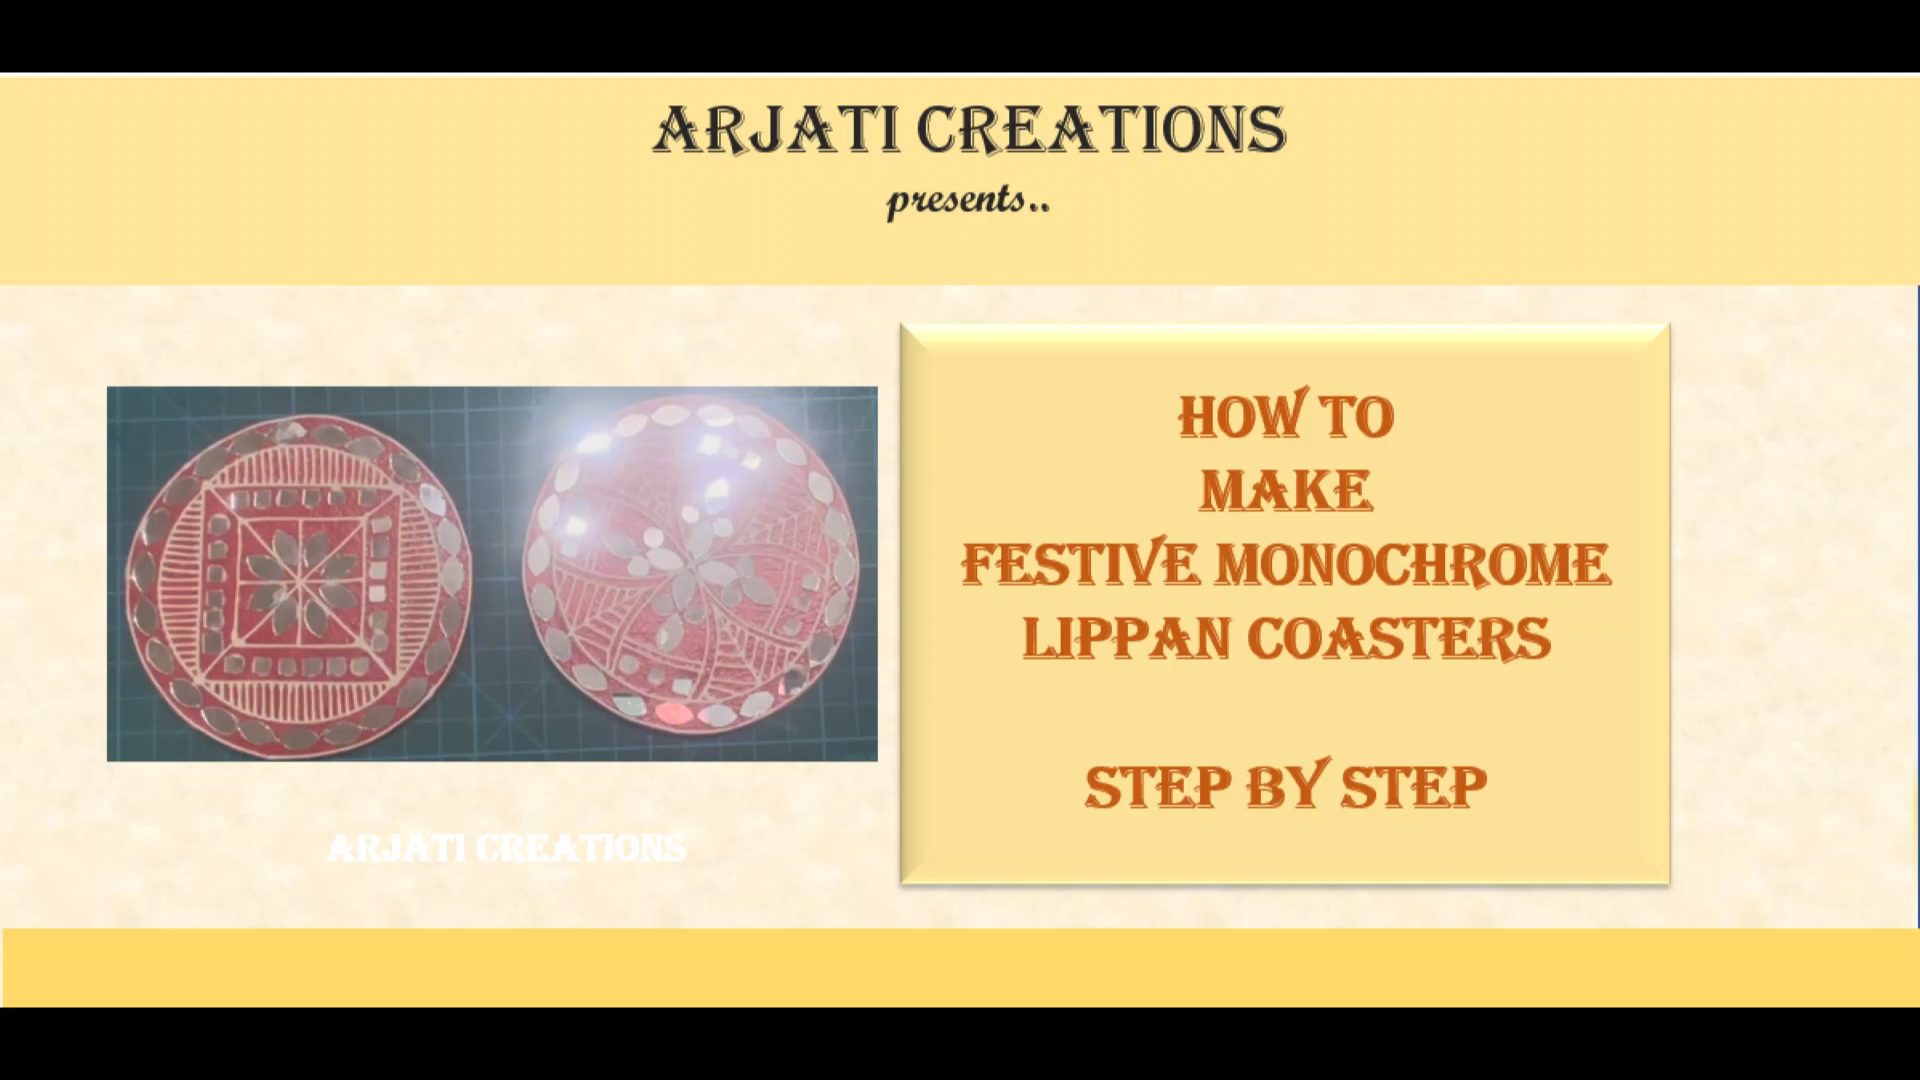 ARJATI CREATIONS
presents..
HOW TO
MAKE
FESTIVE MONOCHROME
LIPPAN COASTERS
STEP BY STEP
ARJATI CREATIONS